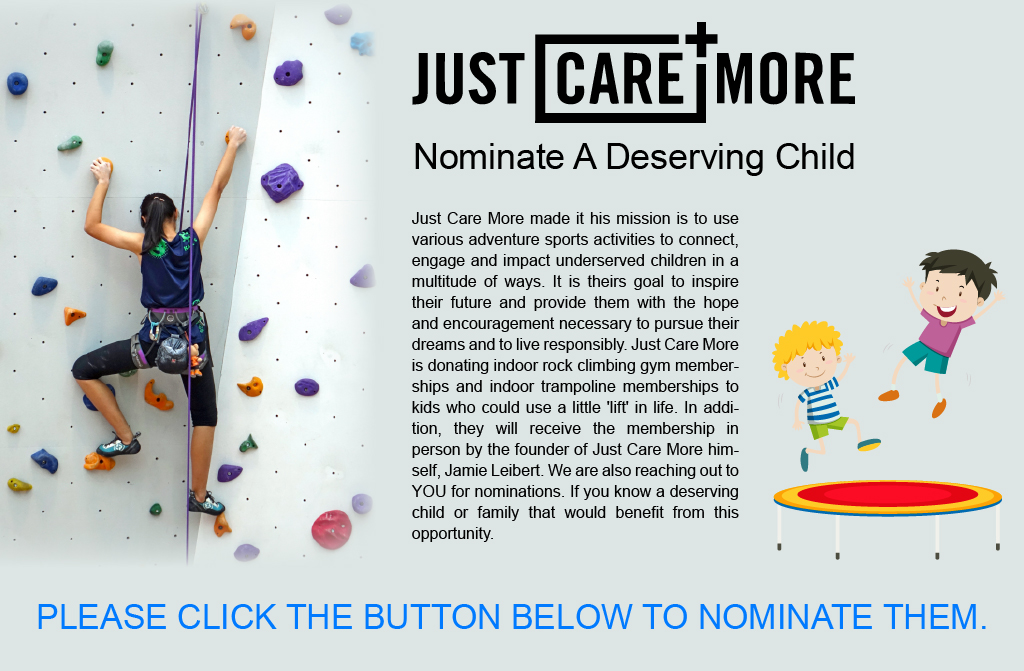 JUST CARE+ MORE
Nominate A Deserving Child
Just Care More made it his mission is to use
various adventure sports activities to connect,
engage and impact underserved children in a
multitude of ways. It is theirs goal to inspire
their future and provide them with the hope
and encouragement necessary to pursue their
dreams and to live responsibly. Just Care More
is donating indoor rock climbing gym member-
ships and indoor trampoline memberships to
kids who could use a little 'lift' in life. In addi-
tion, they will receive the membership in
person by the founder of Just Care More him-
self, Jamie Leibert. We are also reaching out to
YOU for nominations. If you know a deserving
child or family that would benefit from this
opportunity.
PLEASE CLICK THE BUTTON BELOW TO NOMINATE THEM.